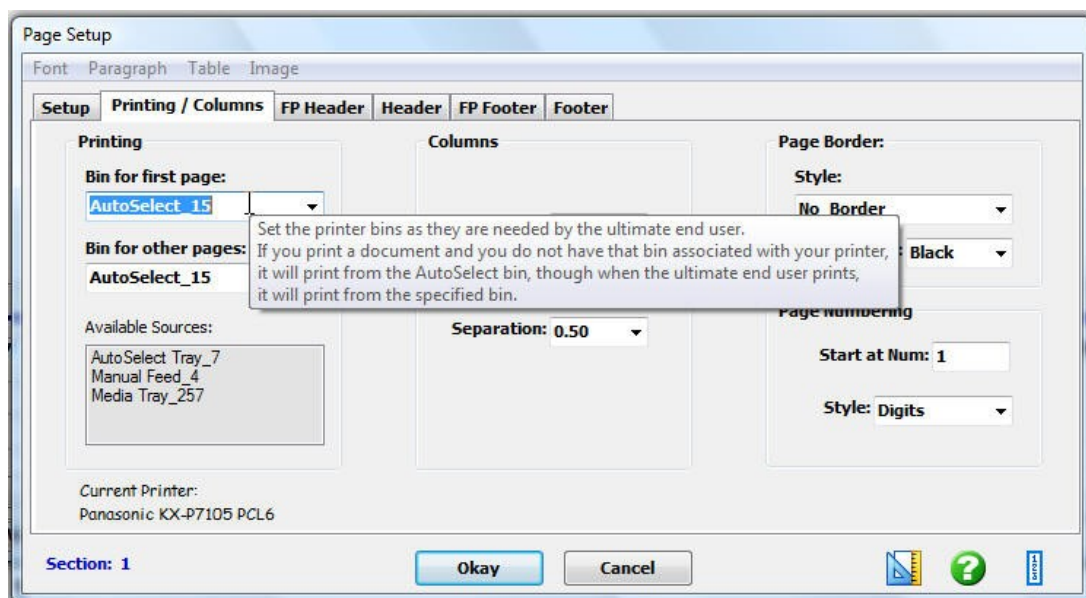 Page Setup
Font Paragraph Table Image
Setup Printing / Columns FP Header Header FP Footer Footer
Printing
Bin for first page:
AutoSelect_15
Bin for other pages:
AutoSelect_15
Set the printer bins as they are needed by the ultimate end user.
If you print a document and you do not have that bin associated with your printer,
it will print from the AutoSelect bin, though when the ultimate end user prints,
it will print from the specified bin.
Available Sources:
AutoSelect Tray_7
Manual Feed_4
Media Tray_257
Current Printer:
Panasonic KX-P7105 PCL6
Columns
Separation: 0.50
Page Border:
Style:
No Border
Black
Page Numbering
Start at Num: 1
Style: Digits
Section: 1
Okay Cancel